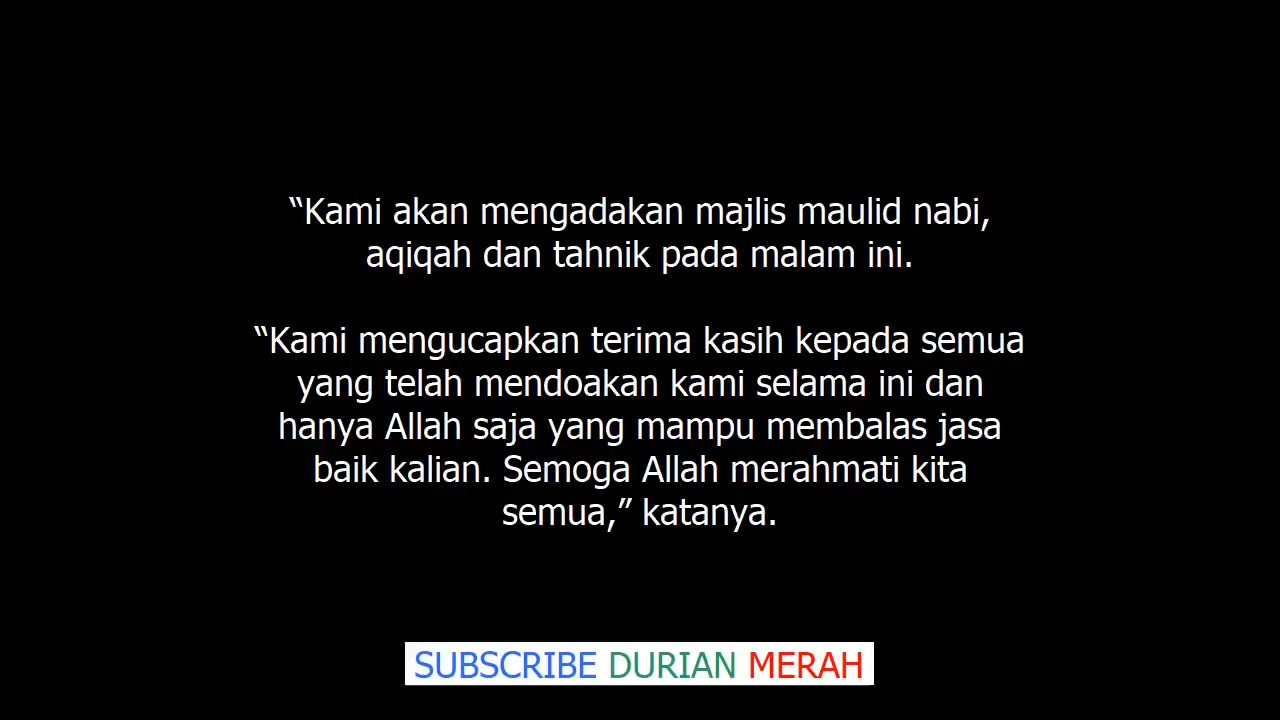 “Kami akan mengadakan majlis maulid nabi,
aqiqah dan tahnik pada malam ini.
“Kami mengucapkan terima kasih kepada semua
yang telah mendoakan kami selama ini dan
hanya Allah saja yang mampu membalas jasa
baik kalian. Semoga Allah merahmati kita
semua,” katanya.
SUBSCRIBE DURIAN MERAH